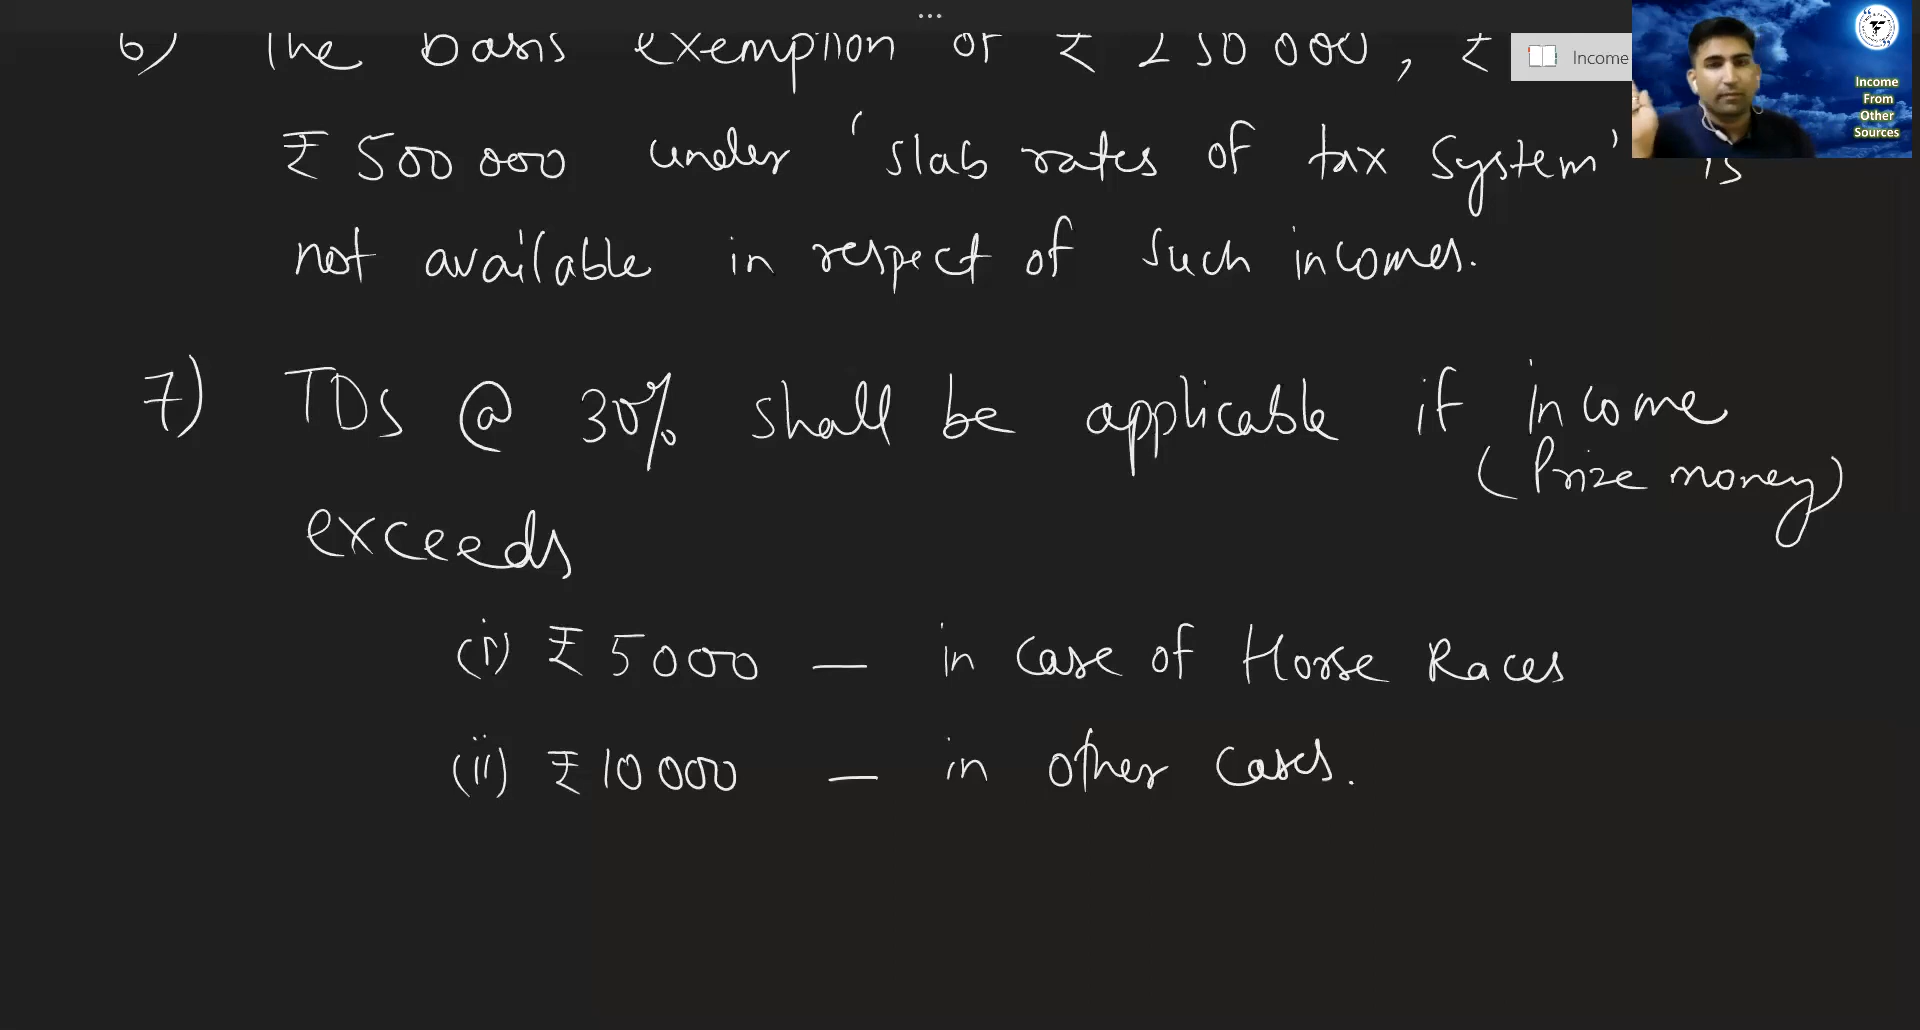 6) The basis exemption of ₹ 250 000, ₹
₹ 500 000 under 'slab rates of tax system' is
not available in respect of such incomes.
7) TDS @ 30% shall be applicable if income
(Prize money)
exceeds
(i) ₹ 5000 — in case of Horse Races
(ii) ₹ 10 000 — in other cases.
Income
Income
From
Other
Sources